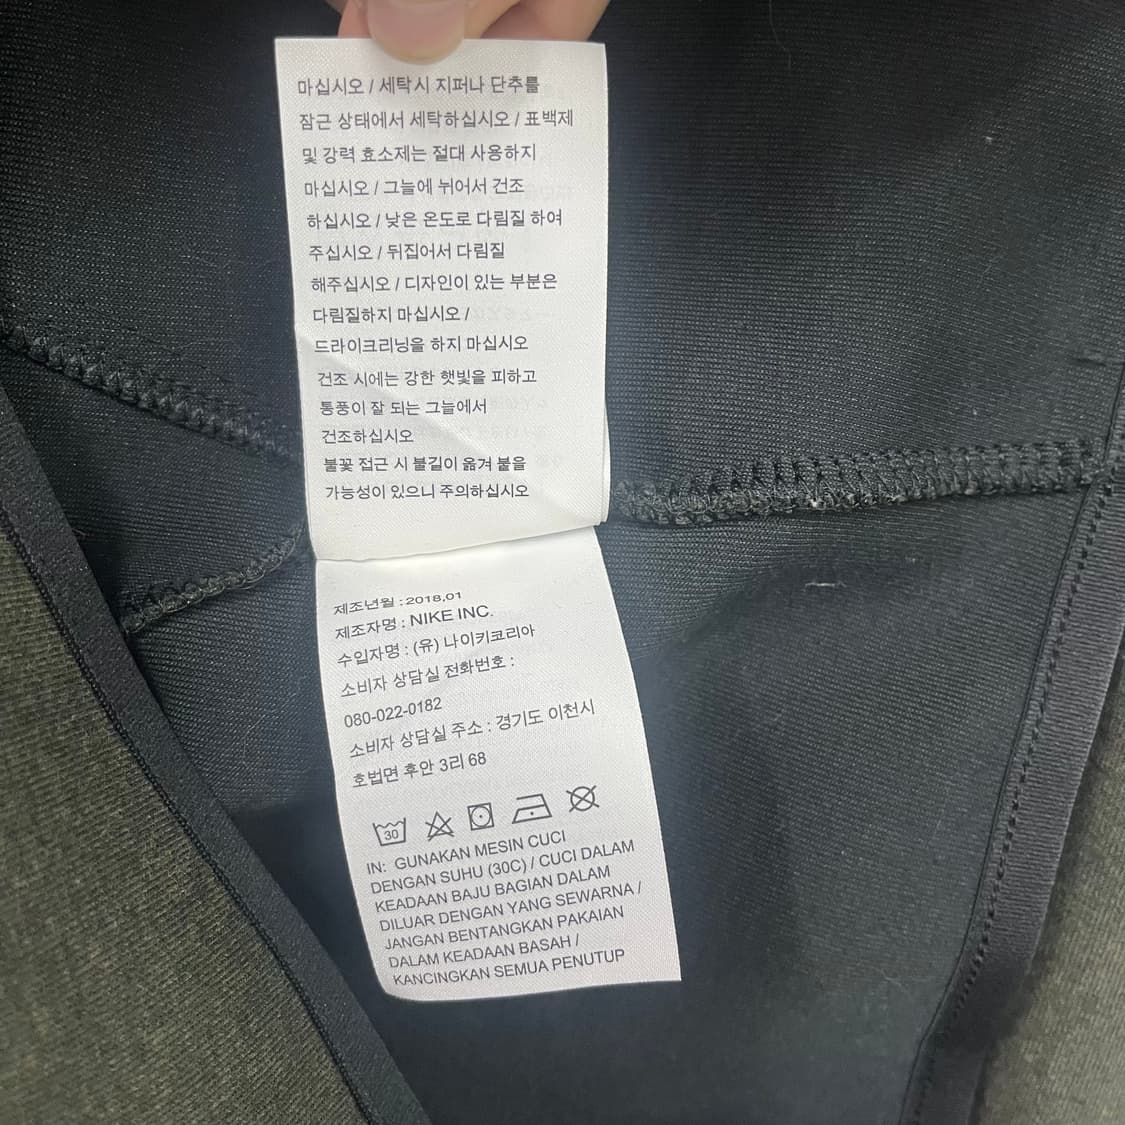 마십시오 / 세탁시 지퍼나 단추를
잠근 상태에서 세탁하십시오 / 표백제
및 강력 효소제는 절대 사용하지
마십시오 / 그늘에 뉘어서 건조
하십시오 / 낮은 온도로 다림질 하여
주십시오 / 뒤집어서 다림질
해주십시오 / 디자인이 있는 부분은
다림질하지 마십시오 /
드라이크리닝을 하지 마십시오
건조 시에는 강한 햇빛을 피하고
통풍이 잘 되는 그늘에서
건조하십시오
불꽃 접근 시 불길이 옮겨 붙을
가능성이 있으니 주의하십시오
제조년월 : 2018.01
제조자명 : NIKE INC.
수입자명 : (유) 나이키코리아
소비자 상담실 전화번호 :
080-022-0182
소비자 상담실 주소 : 경기도 이천시
호법면 후안 3리 68
30
IN: GUNAKAN MESIN CUCI
DENGAN SUHU (30C) / CUCI DALAM
KEADAAN BAJU BAGIAN DALAM
DILUAR DENGAN YANG SEWARNA /
JANGAN BENTANGKAN PAKAIAN
DALAM KEADAAN BASAH /
KANCINGKAN SEMUA PENUTUP